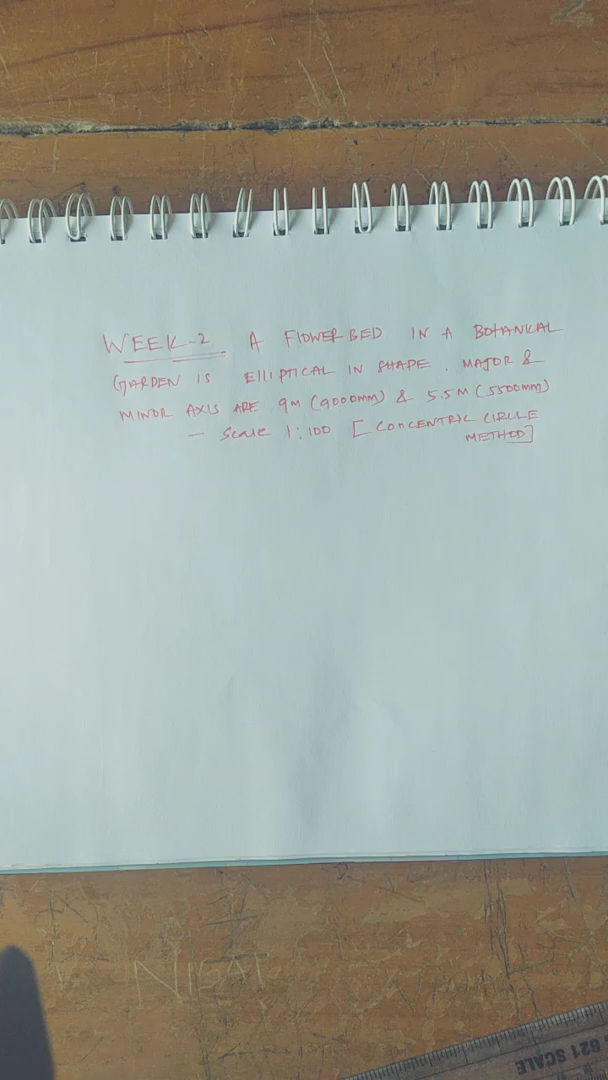 WEEK-2 A FLOWER BED IN A BOTANICAL
GARDEN IS ELLIPTICAL IN SHAPE. MAJOR &
MINOR AXIS ARE 9M (9000MM) & 5.5M (5500MM)
— Scale 1:100 [CONCENTRIC CIRCLE
METHOD]
NIFAT
621 SCALE